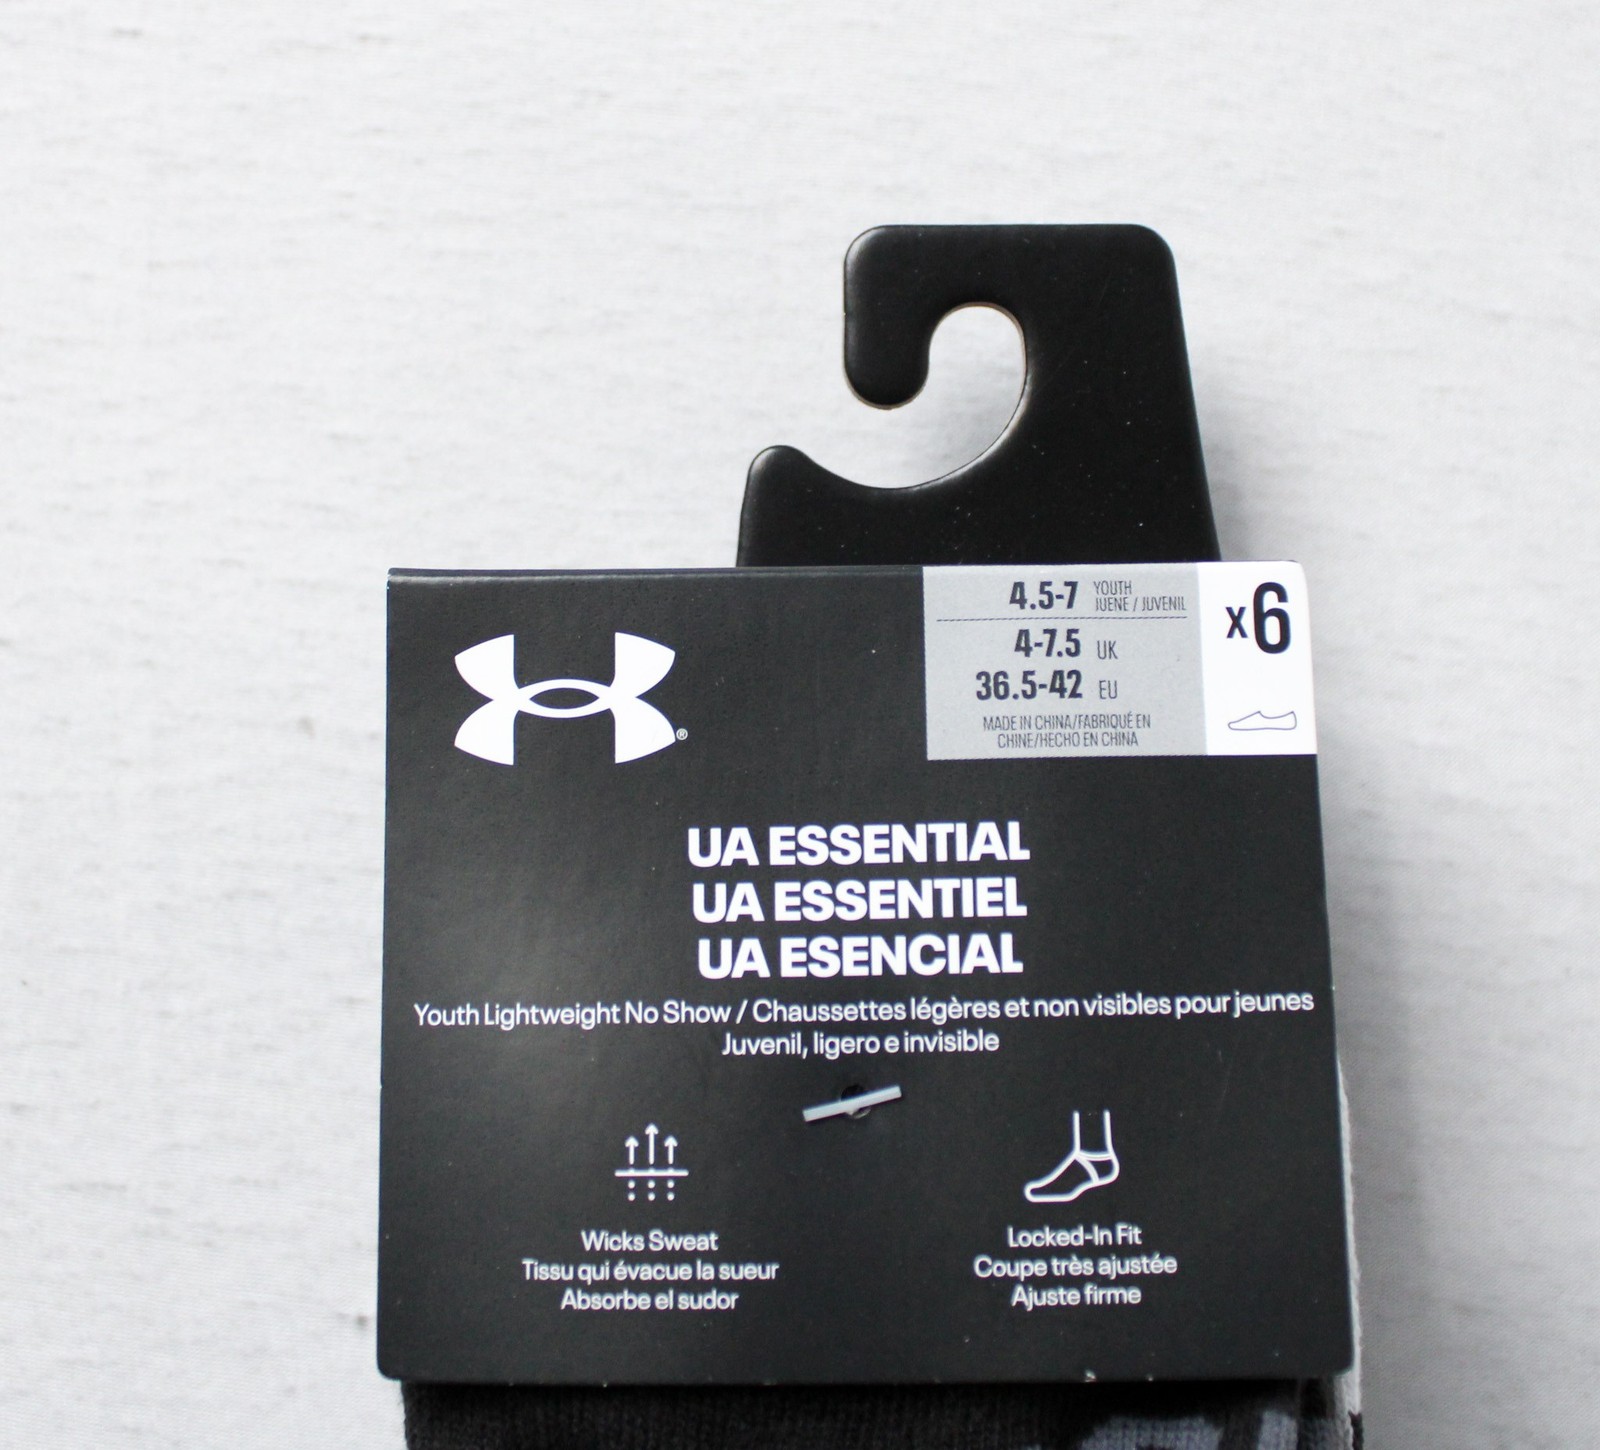 4.5-7 YOUTH
JUENE / JUVENIL
4-7.5 UK
36.5-42 EU
MADE IN CHINA/FABRIQUÉ EN
CHINE/HECHO EN CHINA
x6
®
UA ESSENTIAL
UA ESSENTIEL
UA ESENCIAL
Youth Lightweight No Show / Chaussettes légères et non visibles pour jeunes
Juvenil, ligero e invisible
Wicks Sweat
Tissu qui évacue la sueur
Absorbe el sudor
Locked-In Fit
Coupe très ajustée
Ajuste firme